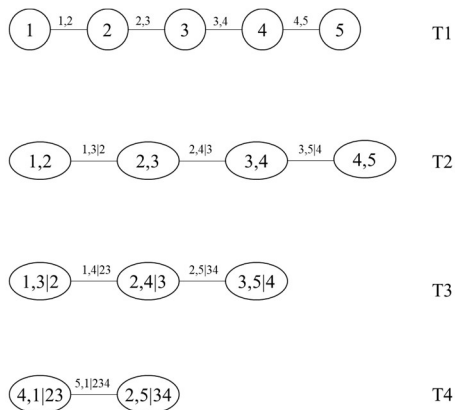 1,2 2,3 3,4 4,5
1 2 3 4 5 T1
1,3|2 2,4|3 3,5|4
1,2 2,3 3,4 4,5 T2
1,4|23 2,5|34
1,3|2 2,4|3 3,5|4 T3
5,1|234
4,1|23 2,5|34 T4